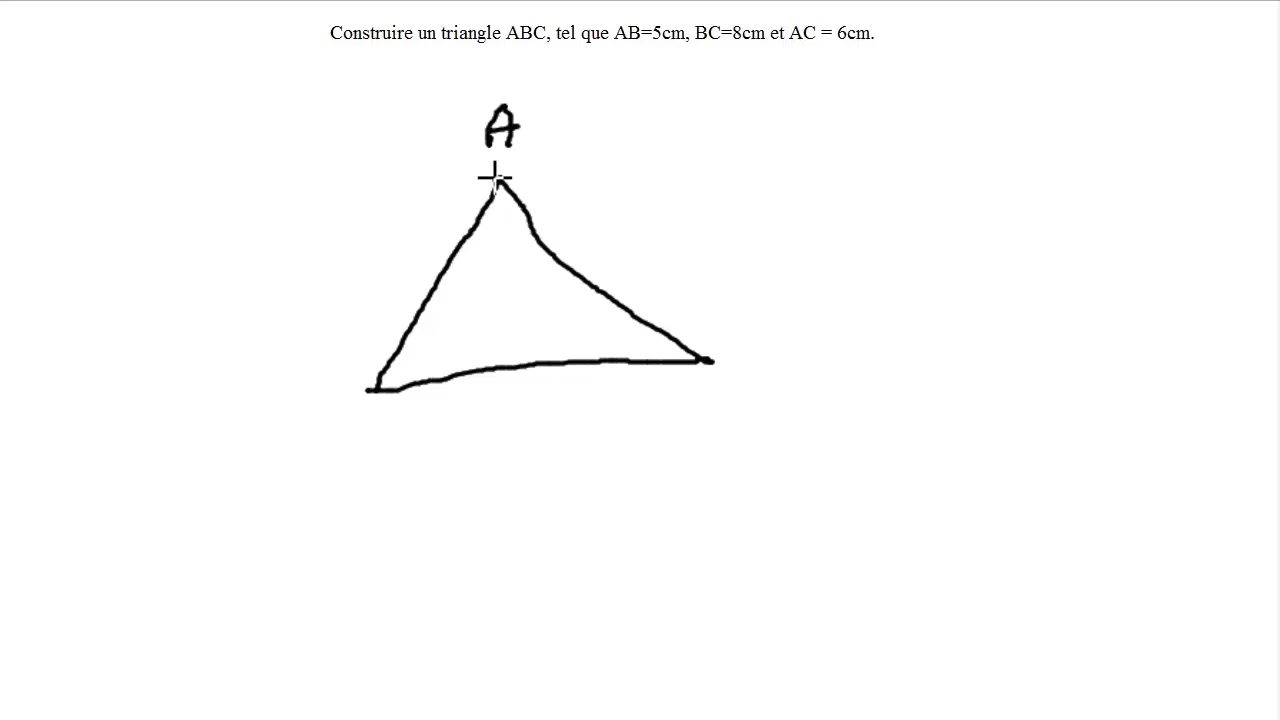 Construire un triangle ABC, tel que AB=5cm, BC=8cm et AC = 6cm.
A